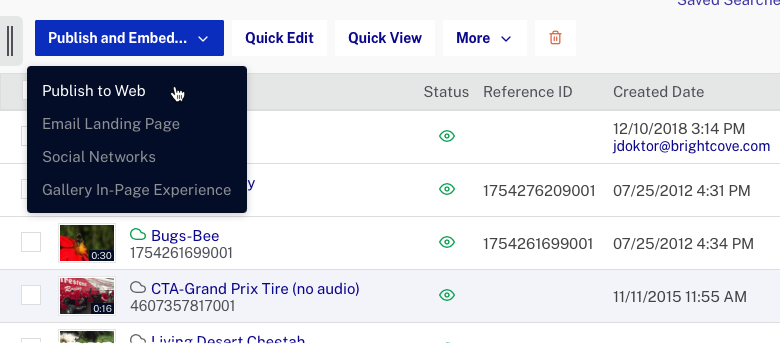 Saved Searche
Publish and Embed... Quick Edit Quick View More
Publish to Web
Email Landing Page
Social Networks
Gallery In-Page Experience
Status Reference ID Created Date
12/10/2018 3:14 PM
jdoktor@brightcove.com
y
1754276209001 07/25/2012 4:31 PM
0:30
Bugs-Bee
1754261699001
1754261699001 07/25/2012 4:34 PM
0:16
CTA-Grand Prix Tire (no audio)
4607357817001
11/11/2015 11:55 AM
Living Desert Cheetah